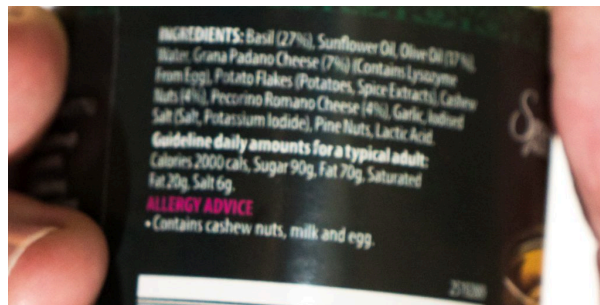 INGREDIENTS: Basil (27%), Sunflower Oil, Olive Oil (17%),
Water, Grana Padano Cheese (7%) (Contains Lysozyme
From Egg), Potato Flakes (Potatoes, Spice Extracts), Cashew
Nuts (4%), Pecorino Romano Cheese (4%), Garlic, Iodised
Salt (Salt, Potassium Iodide), Pine Nuts, Lactic Acid.
Guideline daily amounts for a typical adult:
Calories 2000 cals, Sugar 90g, Fat 70g, Saturated
Fat 20g, Salt 6g.
ALLERGY ADVICE
• Contains cashew nuts, milk and egg.